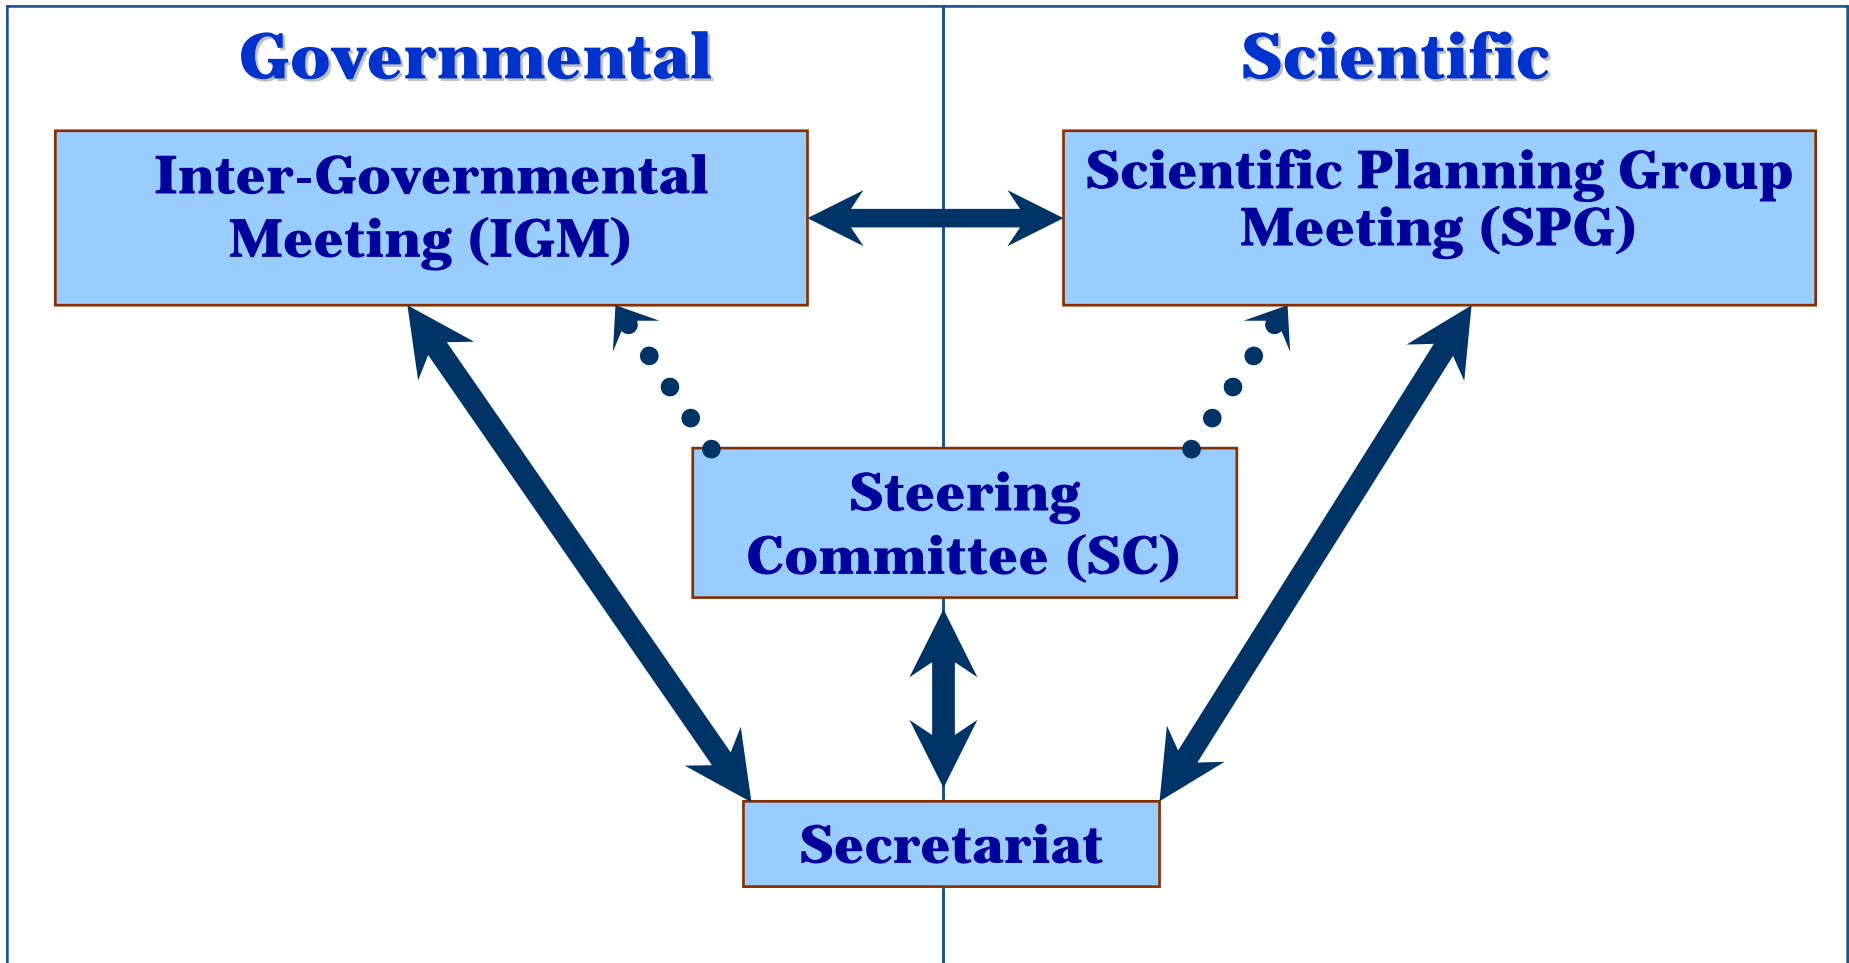 Governmental
Scientific
Inter-Governmental
Meeting (IGM)
Scientific Planning Group
Meeting (SPG)
Steering
Committee (SC)
Secretariat